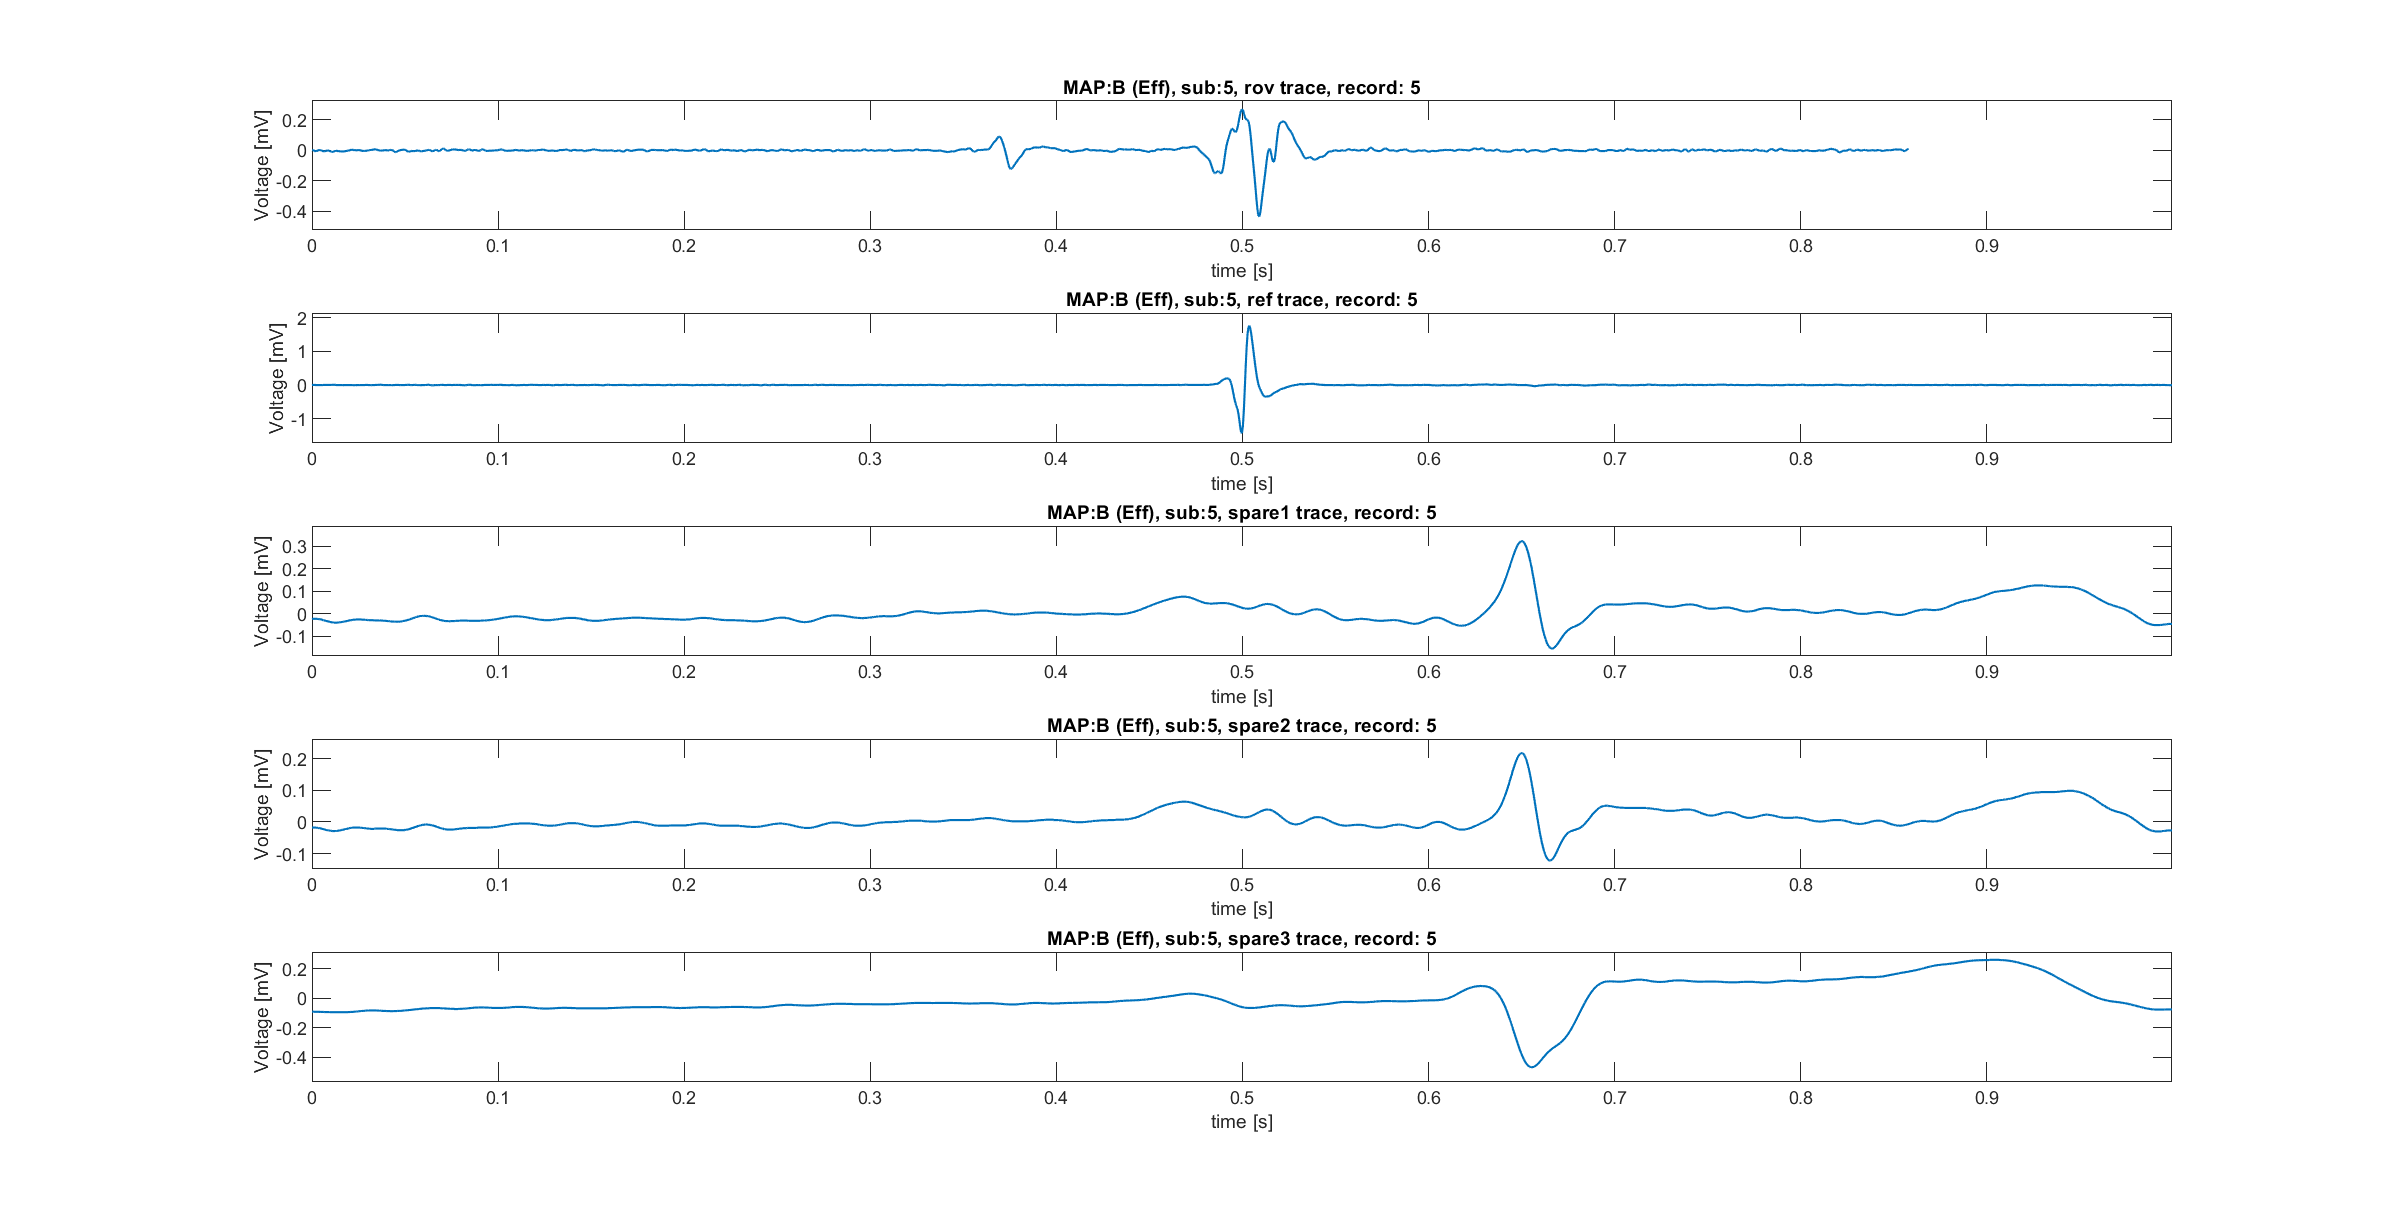 MAP:B (Eff), sub:5, rov trace, record: 5
Voltage [mV]
0.2
0
-0.2
-0.4
0 0.1 0.2 0.3 0.4 0.5 0.6 0.7 0.8 0.9
time [s]
MAP:B (Eff), sub:5, ref trace, record: 5
Voltage [mV]
2
1
0
-1
0 0.1 0.2 0.3 0.4 0.5 0.6 0.7 0.8 0.9
time [s]
MAP:B (Eff), sub:5, spare1 trace, record: 5
Voltage [mV]
0.3
0.2
0.1
0
-0.1
0 0.1 0.2 0.3 0.4 0.5 0.6 0.7 0.8 0.9
time [s]
MAP:B (Eff), sub:5, spare2 trace, record: 5
Voltage [mV]
0.2
0.1
0
-0.1
0 0.1 0.2 0.3 0.4 0.5 0.6 0.7 0.8 0.9
time [s]
MAP:B (Eff), sub:5, spare3 trace, record: 5
Voltage [mV]
0.2
0
-0.2
-0.4
0 0.1 0.2 0.3 0.4 0.5 0.6 0.7 0.8 0.9
time [s]